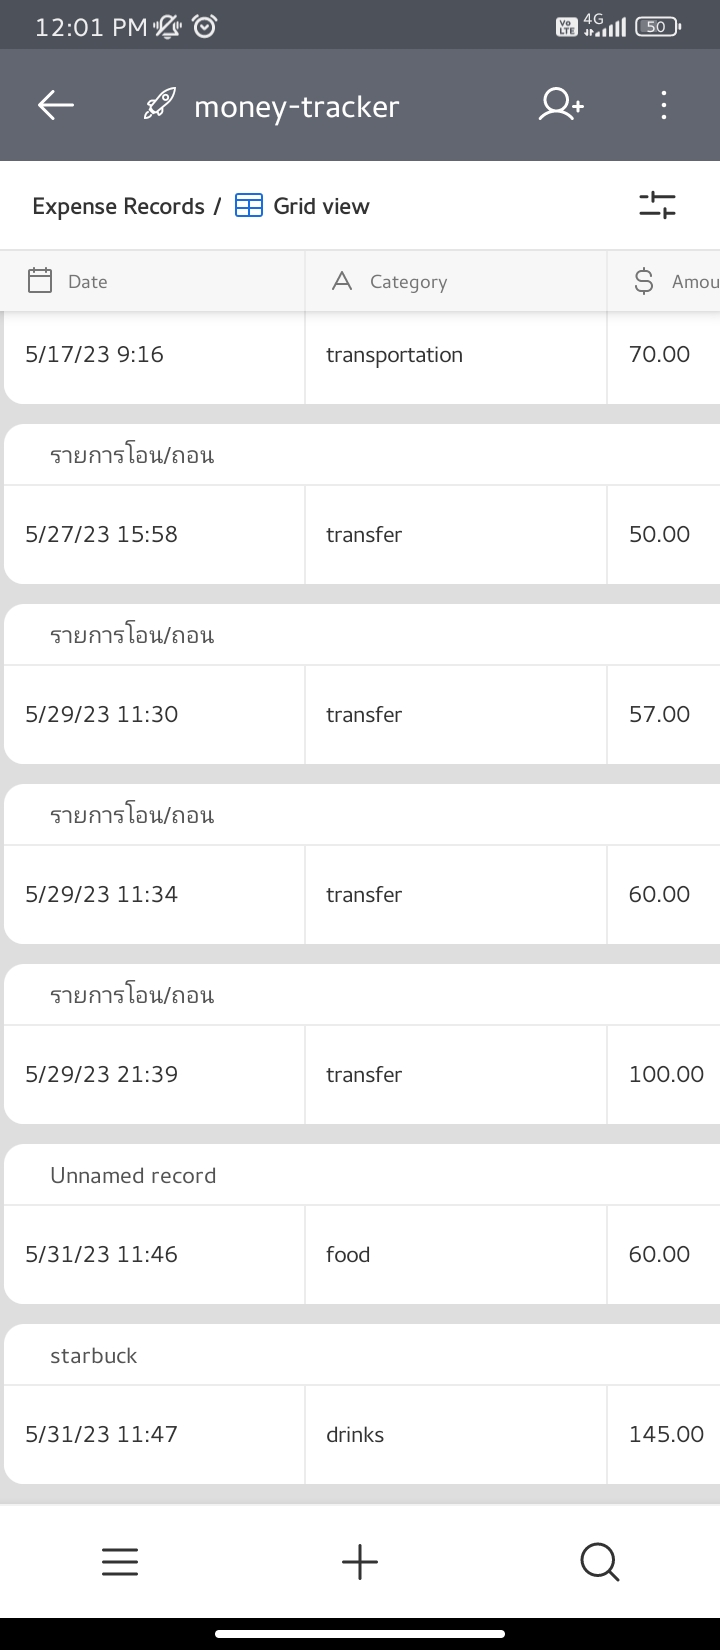 12:01 PM
Vo LTE 4G 50
money-tracker
Expense Records / Grid view
Date Category Amou
5/17/23 9:16 transportation 70.00
รายการโอน/ถอน
5/27/23 15:58 transfer 50.00
รายการโอน/ถอน
5/29/23 11:30 transfer 57.00
รายการโอน/ถอน
5/29/23 11:34 transfer 60.00
รายการโอน/ถอน
5/29/23 21:39 transfer 100.00
Unnamed record
5/31/23 11:46 food 60.00
starbuck
5/31/23 11:47 drinks 145.00